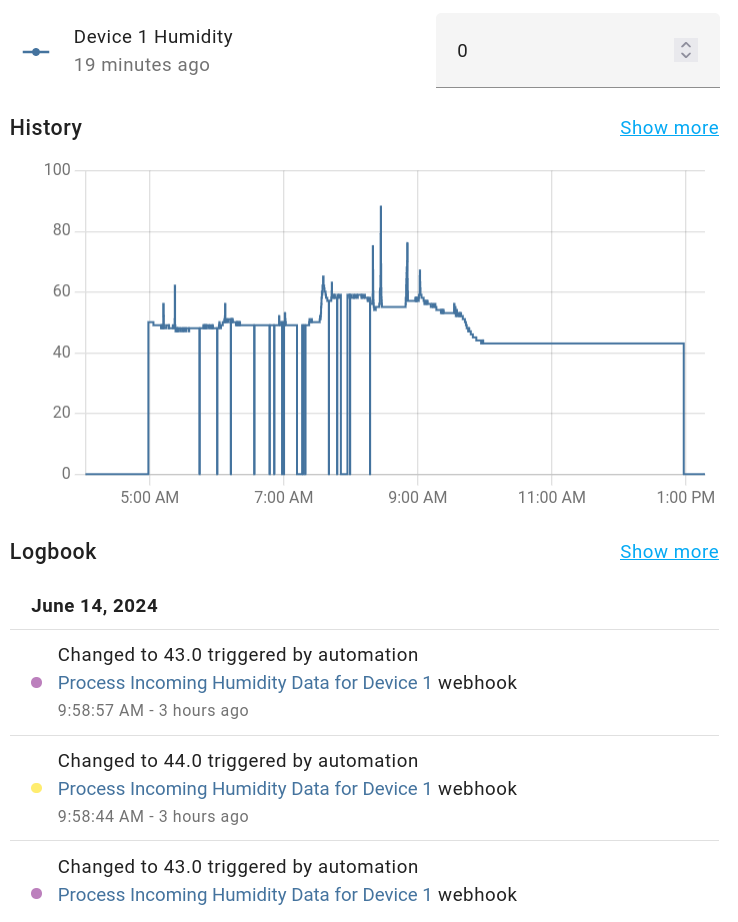 Device 1 Humidity
19 minutes ago
0
History
Show more
100
80
60
40
20
0
5:00 AM 7:00 AM 9:00 AM 11:00 AM 1:00 PM
Logbook
Show more
June 14, 2024
Changed to 43.0 triggered by automation
Process Incoming Humidity Data for Device 1 webhook
9:58:57 AM - 3 hours ago
Changed to 44.0 triggered by automation
Process Incoming Humidity Data for Device 1 webhook
9:58:44 AM - 3 hours ago
Changed to 43.0 triggered by automation
Process Incoming Humidity Data for Device 1 webhook